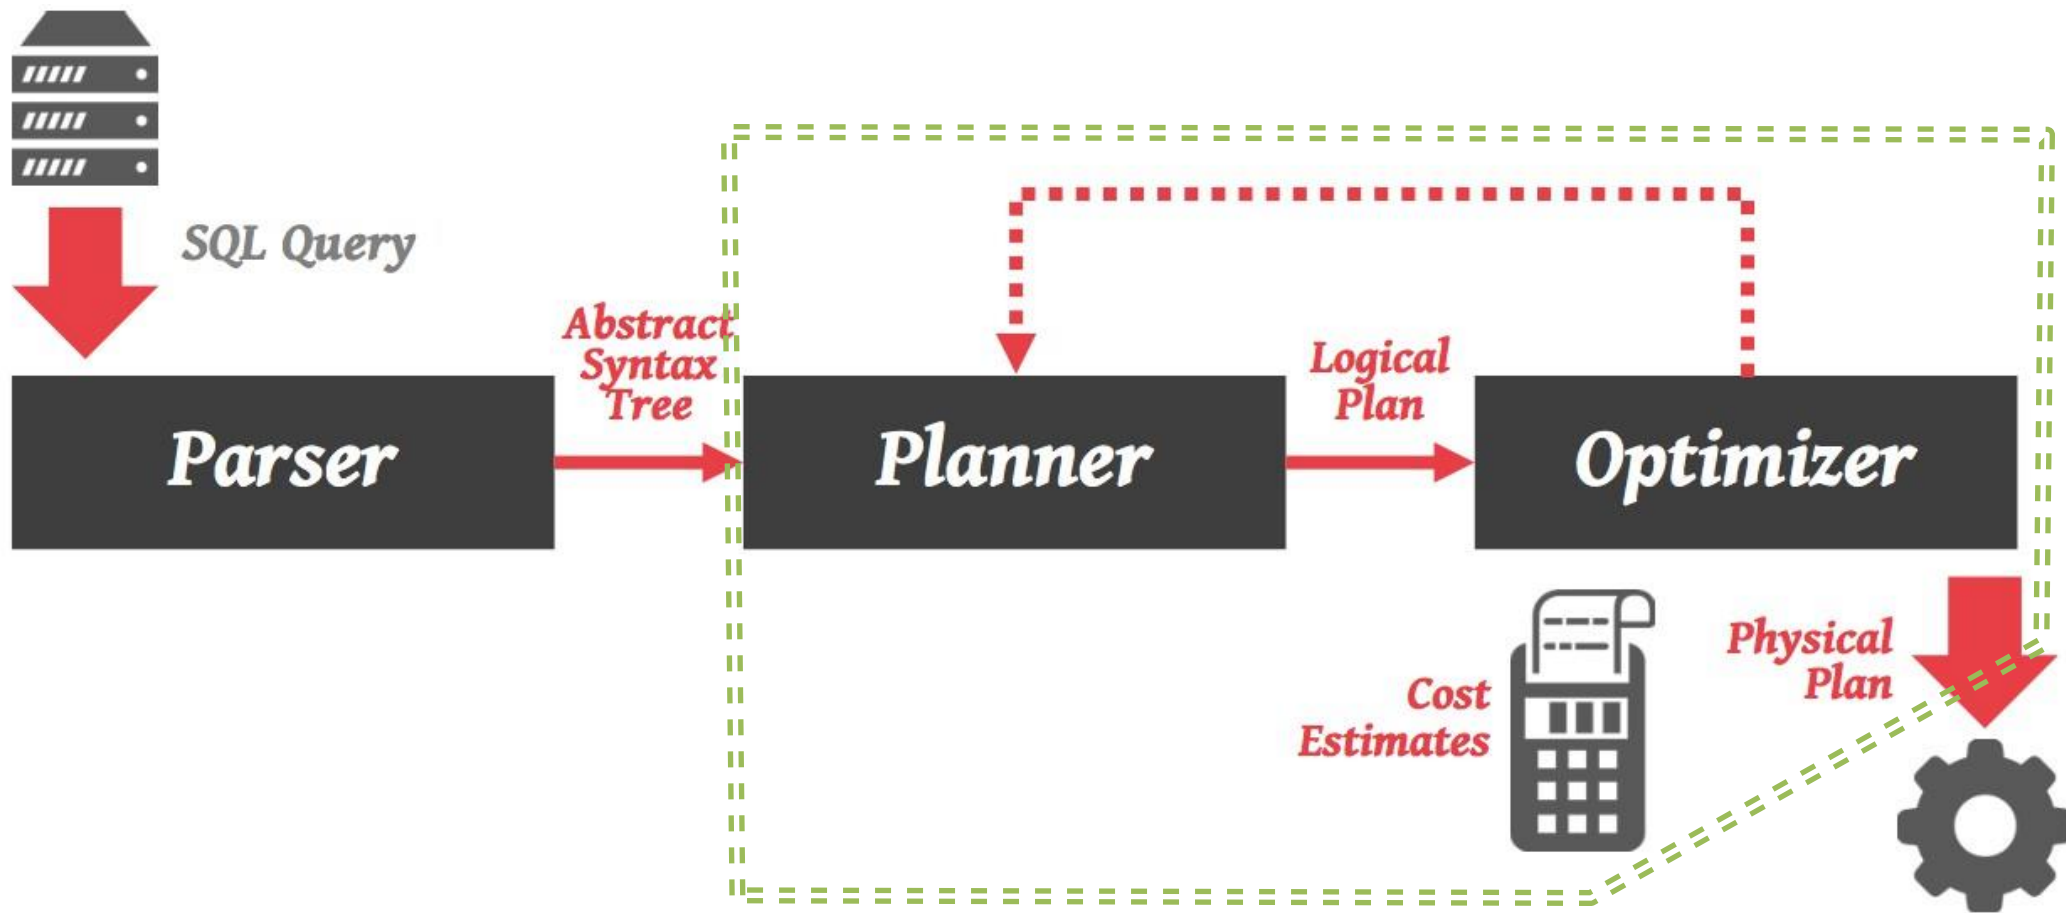 SQL Query
Abstract
Syntax
Tree
Logical
Plan
Parser
Planner
Optimizer
Cost
Estimates
Physical
Plan